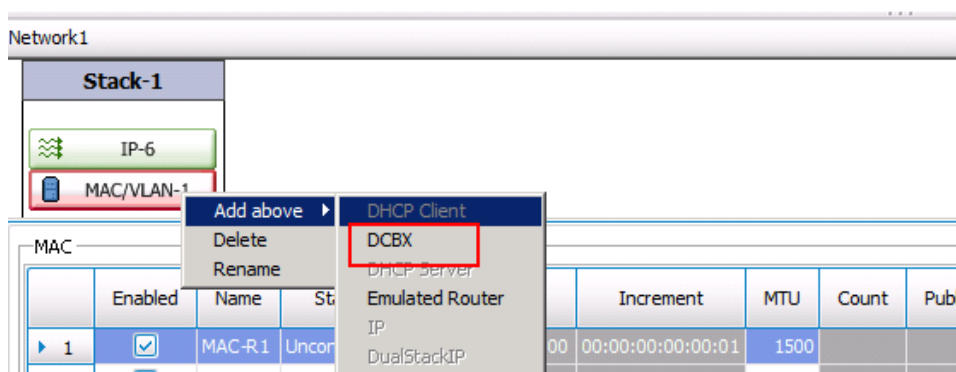 Network1
Stack-1
IP-6
MAC/VLAN-1
Add above
Delete
Rename
DHCP Client
DCBX
DHCP Server
Emulated Router
IP
DualStackIP
MAC
Enabled Name Increment MTU Count
1 MAC-R1 00 00:00:00:00:00:01 1500